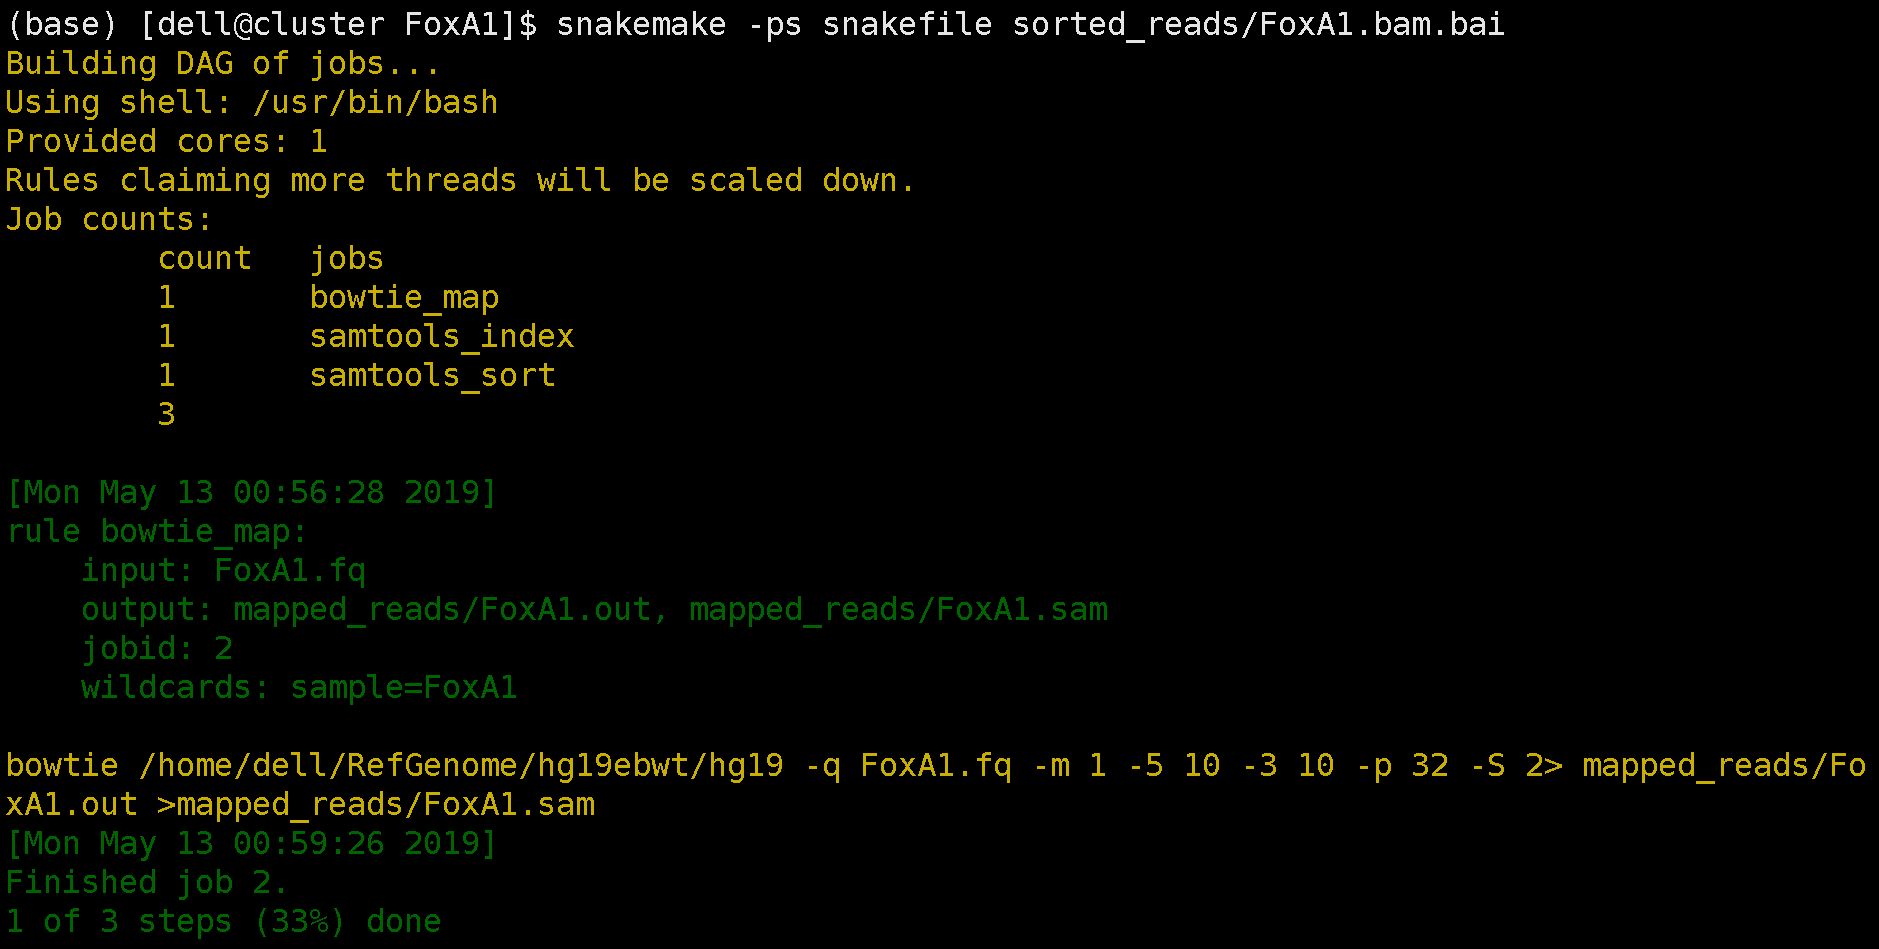 (base) [dell@cluster FoxA1]$ snakemake -ps snakefile sorted_reads/FoxA1.bam.bai
Building DAG of jobs...
Using shell: /usr/bin/bash
Provided cores: 1
Rules claiming more threads will be scaled down.
Job counts:
        count   jobs
        1       bowtie_map
        1       samtools_index
        1       samtools_sort
        3
[Mon May 13 00:56:28 2019]
rule bowtie_map:
    input: FoxA1.fq
    output: mapped_reads/FoxA1.out, mapped_reads/FoxA1.sam
    jobid: 2
    wildcards: sample=FoxA1
bowtie /home/dell/RefGenome/hg19ebwt/hg19 -q FoxA1.fq -m 1 -5 10 -3 10 -p 32 -S 2> mapped_reads/Fo
xA1.out >mapped_reads/FoxA1.sam
[Mon May 13 00:59:26 2019]
Finished job 2.
1 of 3 steps (33%) done